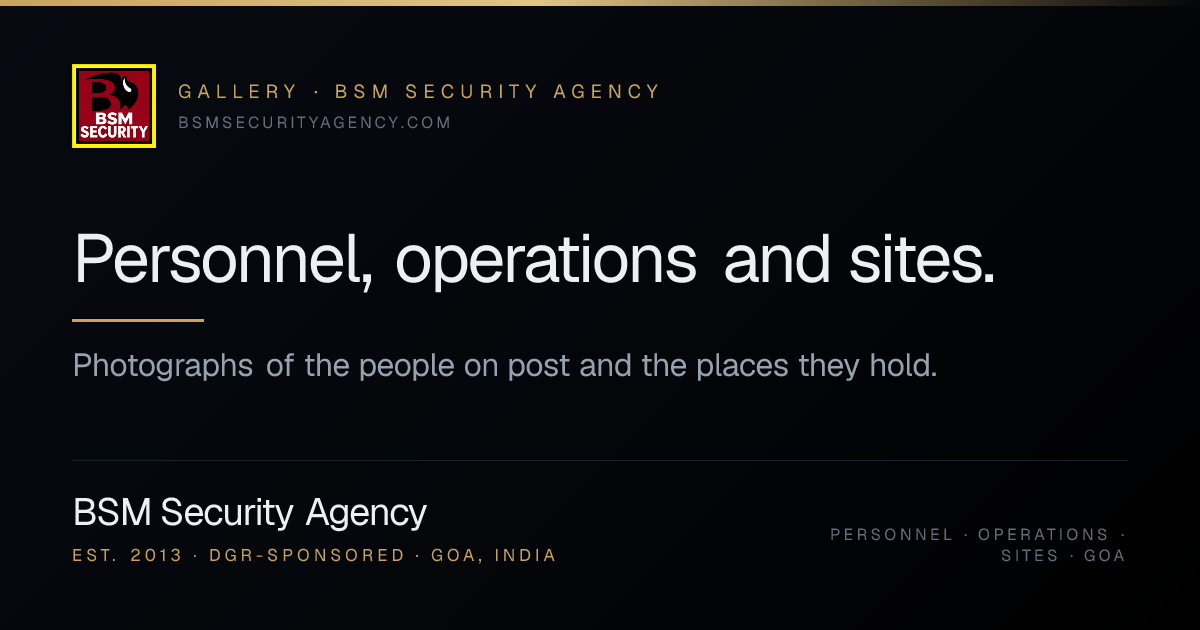 BSM
SECURITY
GALLERY · BSM SECURITY AGENCY
BSMSECURITYAGENCY.COM
Personnel, operations and sites.
Photographs of the people on post and the places they hold.
BSM Security Agency
EST. 2013 · DGR-SPONSORED · GOA, INDIA
PERSONNEL · OPERATIONS ·
SITES · GOA